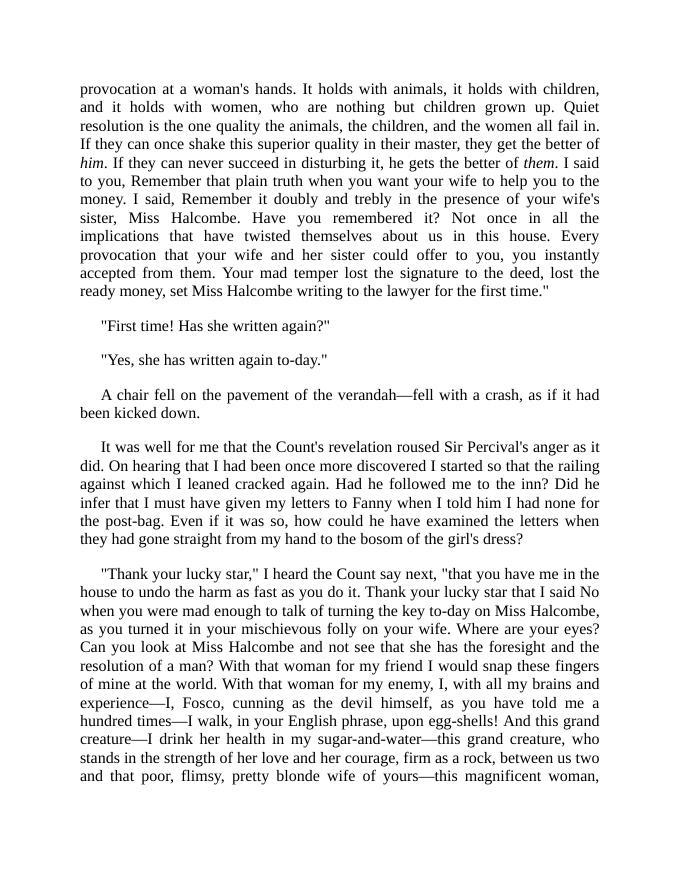 provocation at a woman's hands. It holds with animals, it holds with children,
and it holds with women, who are nothing but children grown up. Quiet
resolution is the one quality the animals, the children, and the women all fail in.
If they can once shake this superior quality in their master, they get the better of
him. If they can never succeed in disturbing it, he gets the better of them. I said
to you, Remember that plain truth when you want your wife to help you to the
money. I said, Remember it doubly and trebly in the presence of your wife's
sister, Miss Halcombe. Have you remembered it? Not once in all the
implications that have twisted themselves about us in this house. Every
provocation that your wife and her sister could offer to you, you instantly
accepted from them. Your mad temper lost the signature to the deed, lost the
ready money, set Miss Halcombe writing to the lawyer for the first time."
"First time! Has she written again?"
"Yes, she has written again to-day."
A chair fell on the pavement of the verandah—fell with a crash, as if it had
been kicked down.
It was well for me that the Count's revelation roused Sir Percival's anger as it
did. On hearing that I had been once more discovered I started so that the railing
against which I leaned cracked again. Had he followed me to the inn? Did he
infer that I must have given my letters to Fanny when I told him I had none for
the post-bag. Even if it was so, how could he have examined the letters when
they had gone straight from my hand to the bosom of the girl's dress?
"Thank your lucky star," I heard the Count say next, "that you have me in the
house to undo the harm as fast as you do it. Thank your lucky star that I said No
when you were mad enough to talk of turning the key to-day on Miss Halcombe,
as you turned it in your mischievous folly on your wife. Where are your eyes?
Can you look at Miss Halcombe and not see that she has the foresight and the
resolution of a man? With that woman for my friend I would snap these fingers
of mine at the world. With that woman for my enemy, I, with all my brains and
experience—I, Fosco, cunning as the devil himself, as you have told me a
hundred times—I walk, in your English phrase, upon egg-shells! And this grand
creature—I drink her health in my sugar-and-water—this grand creature, who
stands in the strength of her love and her courage, firm as a rock, between us two
and that poor, flimsy, pretty blonde wife of yours—this magnificent woman,